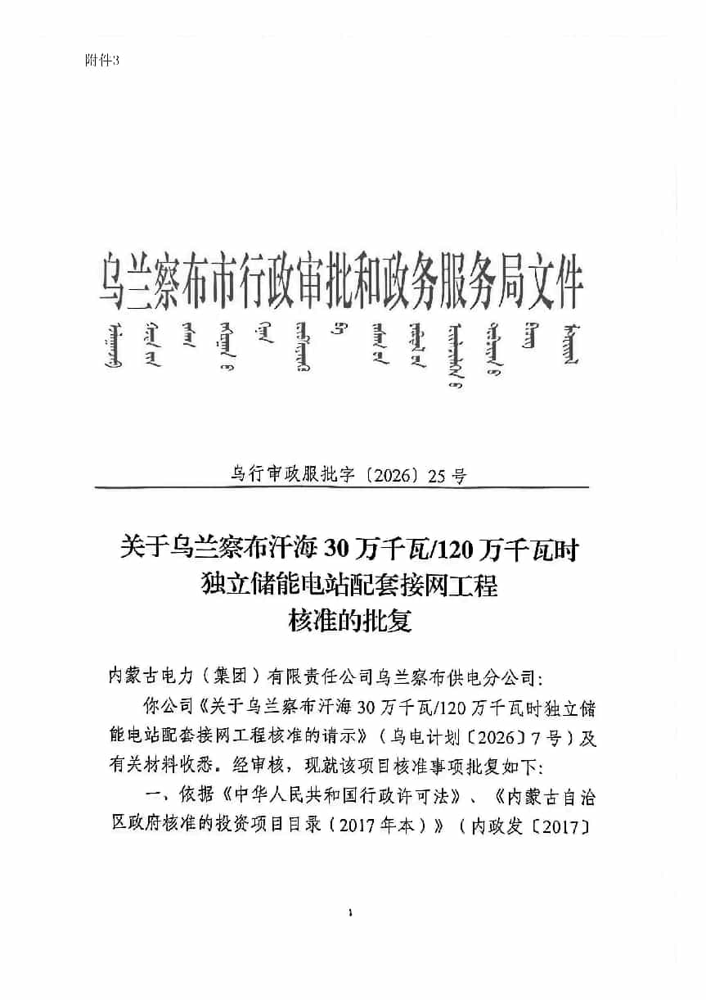 附件3
乌兰察布市行政审批和政务服务局文件
乌行审政服批字〔2026〕25号
关于乌兰察布汗海30万千瓦/120万千瓦时
独立储能电站配套接网工程
核准的批复
内蒙古电力（集团）有限责任公司乌兰察布供电分公司：
你公司《关于乌兰察布汗海30万千瓦/120万千瓦时独立储
能电站配套接网工程核准的请示》（乌电计划〔2026〕7号）及
有关材料收悉。经审核，现就该项目核准事项批复如下：
一、依据《中华人民共和国行政许可法》、《内蒙古自治
区政府核准的投资项目目录（2017年本）》（内政发〔2017〕
1